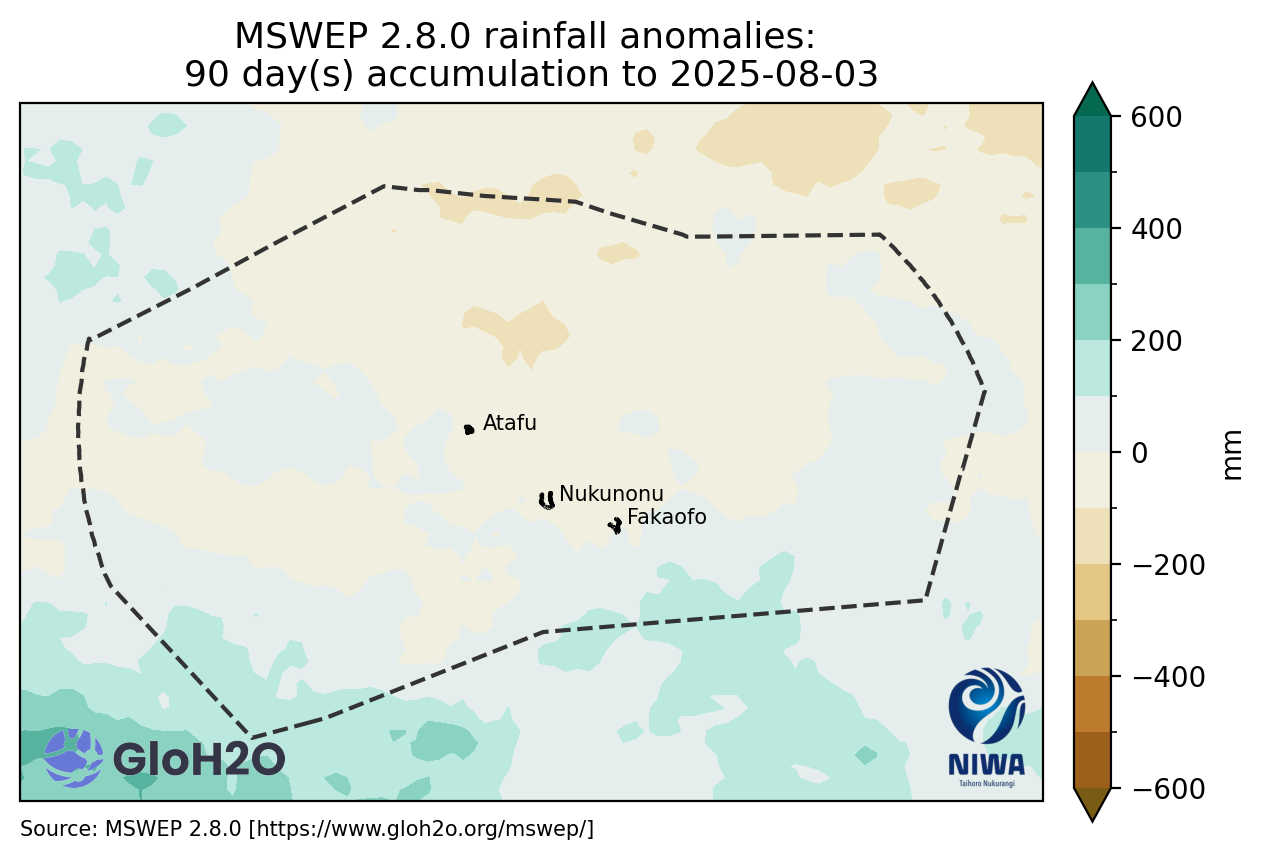 MSWEP 2.8.0 rainfall anomalies:
90 day(s) accumulation to 2025-08-03
600
400
200
0
−200
−400
−600
mm
Atafu
Nukunonu
Fakaofo
GloH2O
NIWA
Taihoro Nukurangi
Source: MSWEP 2.8.0 [https://www.gloh2o.org/mswep/]